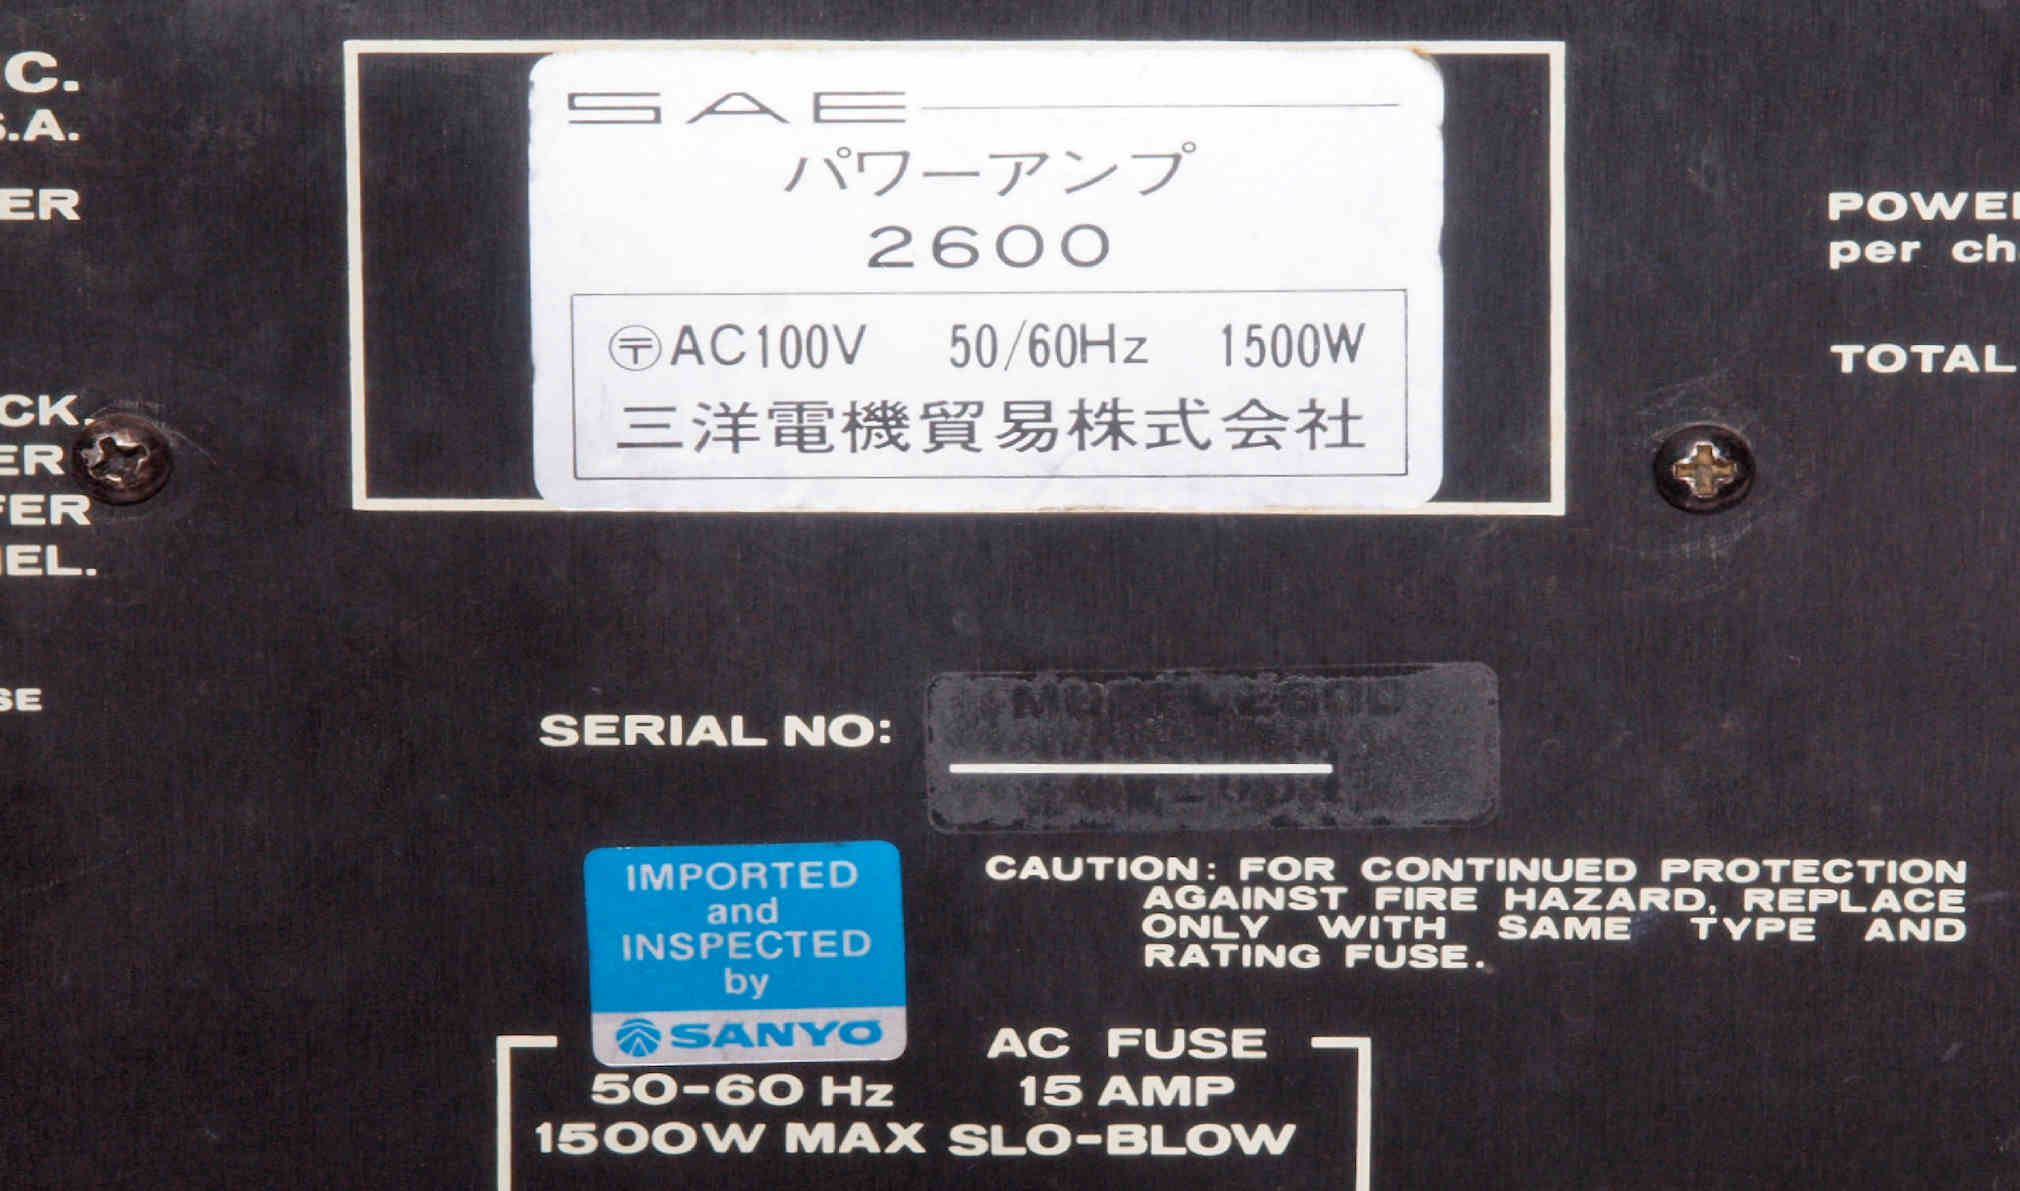 C.
S.A.
ER
CK.
ER
FER
NEL.
SE
SAE
パワーアンプ
2600
〶AC100V 50/60Hz 1500W
三洋電機貿易株式会社
POWER
per ch
TOTAL
SERIAL NO:
IMPORTED
and
INSPECTED
by
SANYO
CAUTION: FOR CONTINUED PROTECTION
AGAINST FIRE HAZARD, REPLACE
ONLY WITH SAME TYPE AND
RATING FUSE.
AC FUSE
50-60 Hz 15 AMP
1500W MAX SLO-BLOW